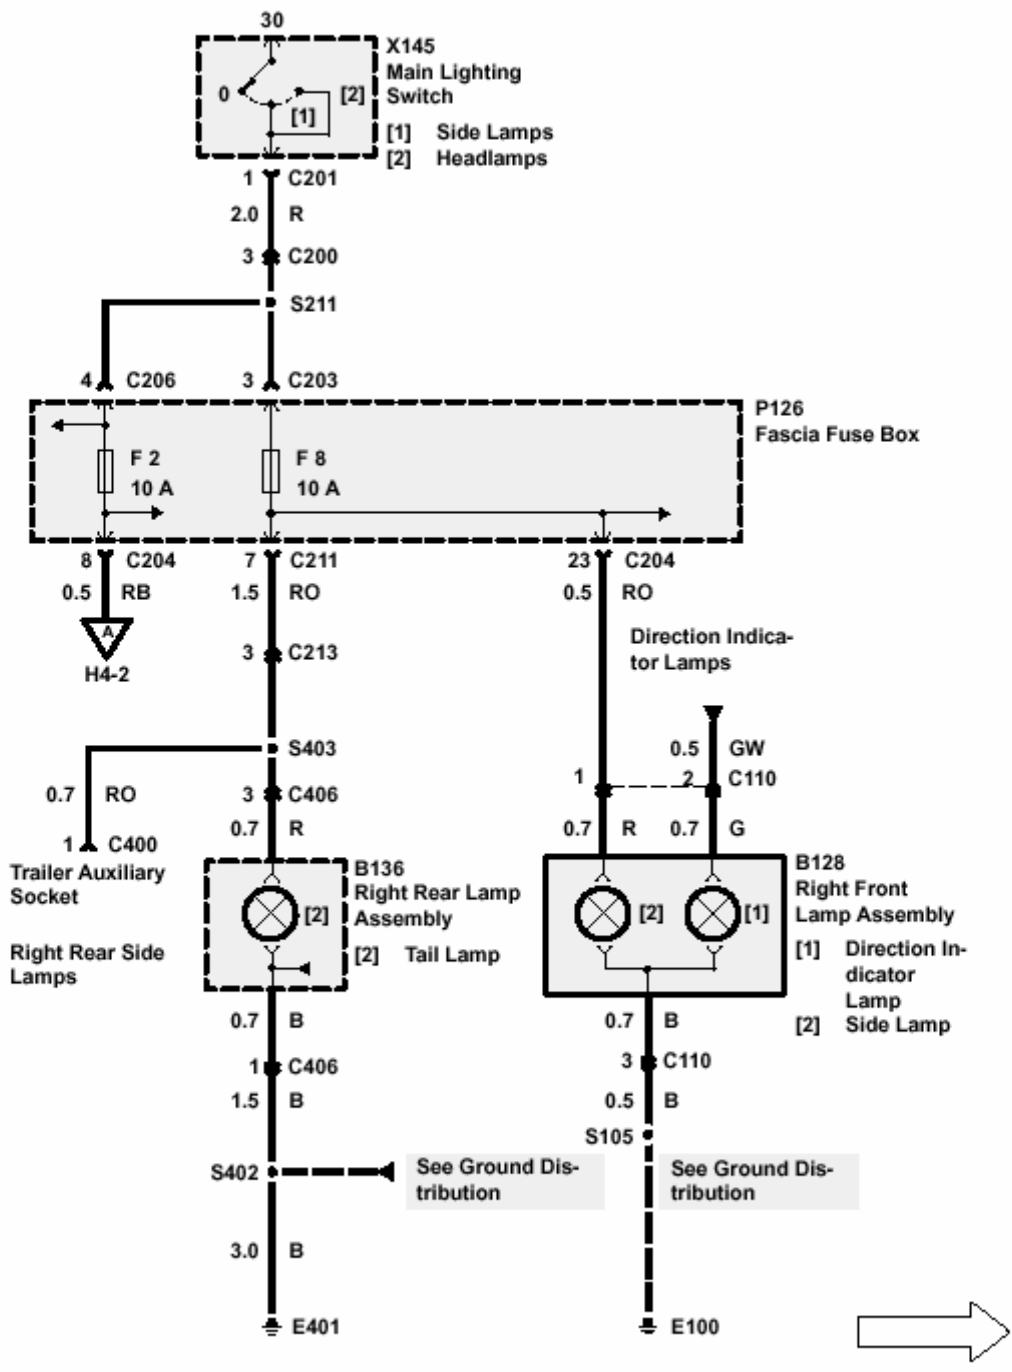 30
X145
Main Lighting
Switch
0
[2]
[1]
[1] Side Lamps
[2] Headlamps
1 C201
2.0 R
3 C200
S211
4 C206
3 C203
P126
Fascia Fuse Box
F 2
10 A
F 8
10 A
8 C204
7 C211
23 C204
0.5 RB
1.5 RO
0.5 RO
A
H4-2
3 C213
Direction Indica-
tor Lamps
S403
0.5 GW
1
2 C110
0.7 RO
3 C406
0.7 R
0.7 R
0.7 G
1 C400
Trailer Auxiliary
Socket
B136
Right Rear Lamp
Assembly
[2]
[2] Tail Lamp
B128
Right Front
Lamp Assembly
[2]
[1]
[1] Direction In-
dicator
Lamp
[2] Side Lamp
Right Rear Side
Lamps
0.7 B
0.7 B
1 C406
3 C110
1.5 B
0.5 B
S105
S402
See Ground Dis-
tribution
See Ground Dis-
tribution
3.0 B
E401
E100